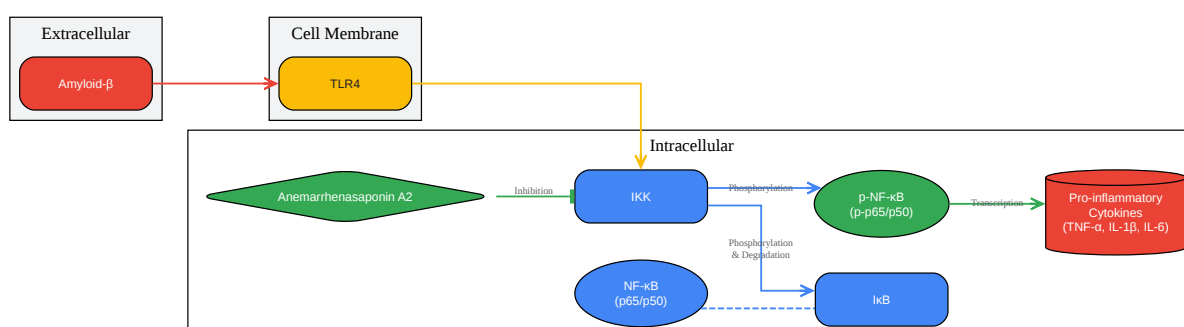 Extracellular
Amyloid-β
Cell Membrane
TLR4
Intracellular
Anemarrhenasaponin A2
Inhibition
IKK
Phosphorylation
p-NF-κB
(p-p65/p50)
Transcription
Pro-inflammatory
Cytokines
(TNF-α, IL-1β, IL-6)
Phosphorylation
& Degradation
NF-κB
(p65/p50)
IκB